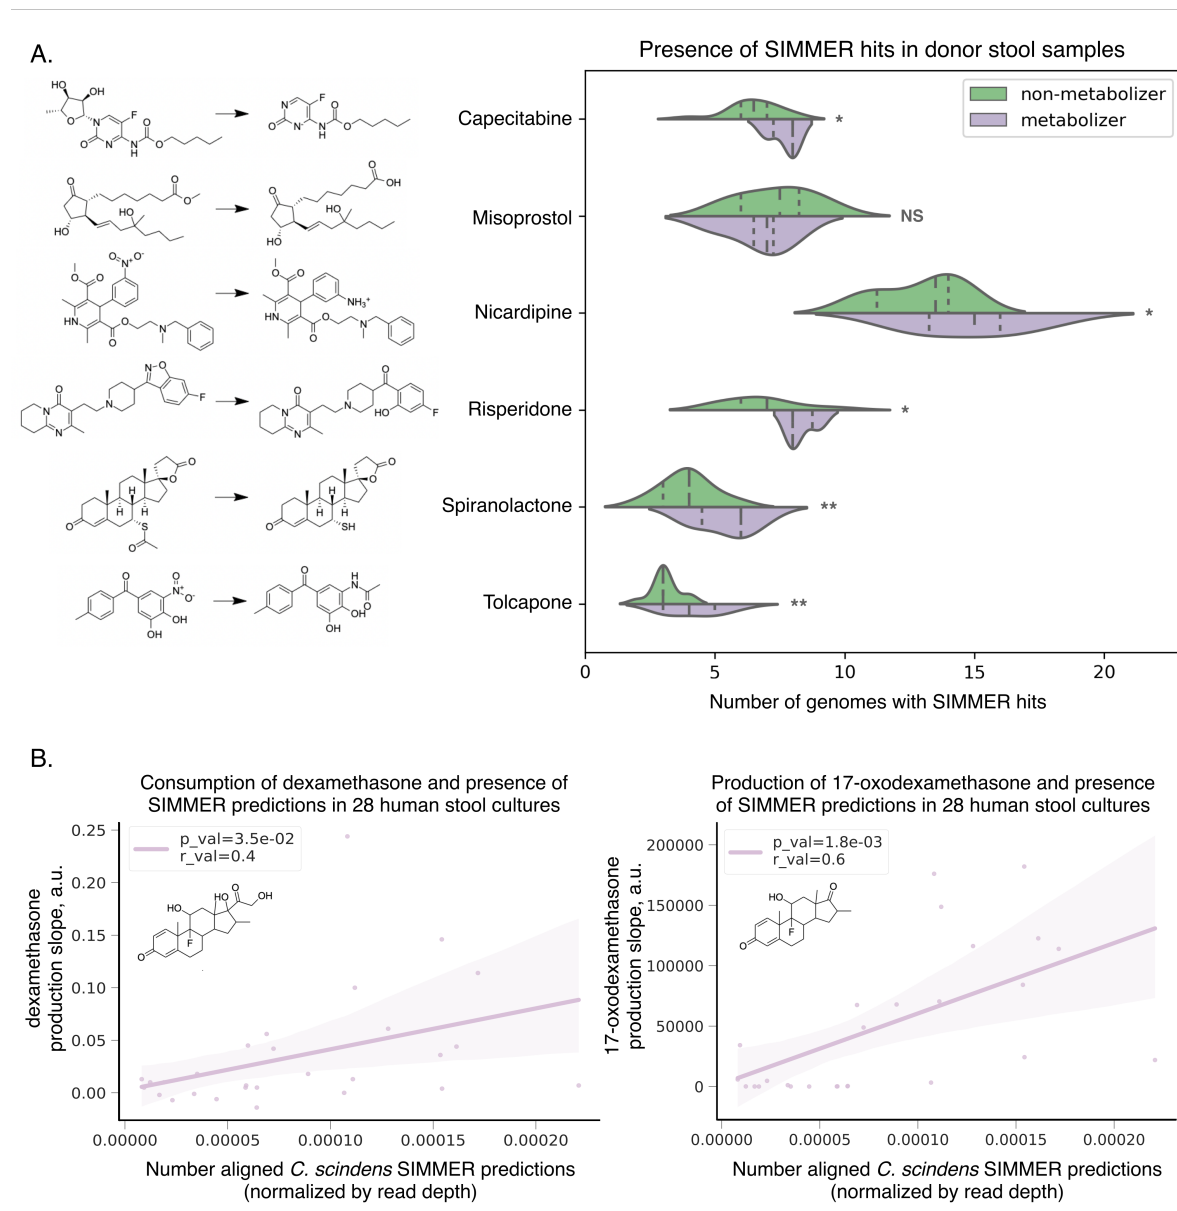 A.
Presence of SIMMER hits in donor stool samples
non-metabolizer
metabolizer
Capecitabine
*
Misoprostol
NS
Nicardipine
*
Risperidone
*
Spiranolactone
**
Tolcapone
**
0 5 10 15 20
Number of genomes with SIMMER hits
B.
Consumption of dexamethasone and presence of
SIMMER predictions in 28 human stool cultures
p_val=3.5e-02
r_val=0.4
dexamethasone
production slope, a.u.
0.25
0.20
0.15
0.10
0.05
0.00
0.00000 0.00005 0.00010 0.00015 0.00020
Number aligned C. scindens SIMMER predictions
(normalized by read depth)
Production of 17-oxodexamethasone and presence
of SIMMER predictions in 28 human stool cultures
p_val=1.8e-03
r_val=0.6
17-oxodexamethasone
production slope, a.u.
200000
150000
100000
50000
0
0.00000 0.00005 0.00010 0.00015 0.00020
Number aligned C. scindens SIMMER predictions
(normalized by read depth)